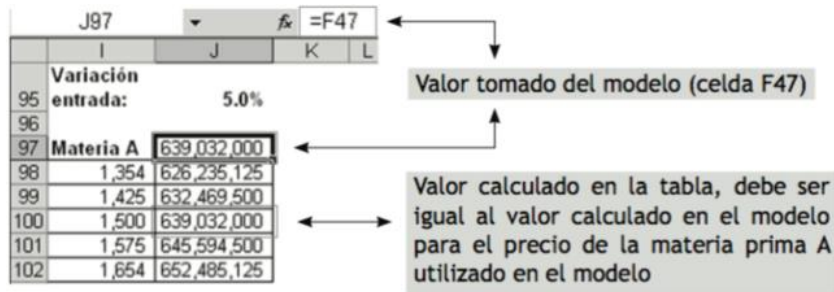 J97 fx =F47
I J K L
Variación
95 entrada: 5.0%
96
97 Materia A 639,032,000
98 1,354 626,235,125
99 1,425 632,469,500
100 1,500 639,032,000
101 1,575 645,594,500
102 1,654 652,485,125
Valor tomado del modelo (celda F47)
Valor calculado en la tabla, debe ser
igual al valor calculado en el modelo
para el precio de la materia prima A
utilizado en el modelo